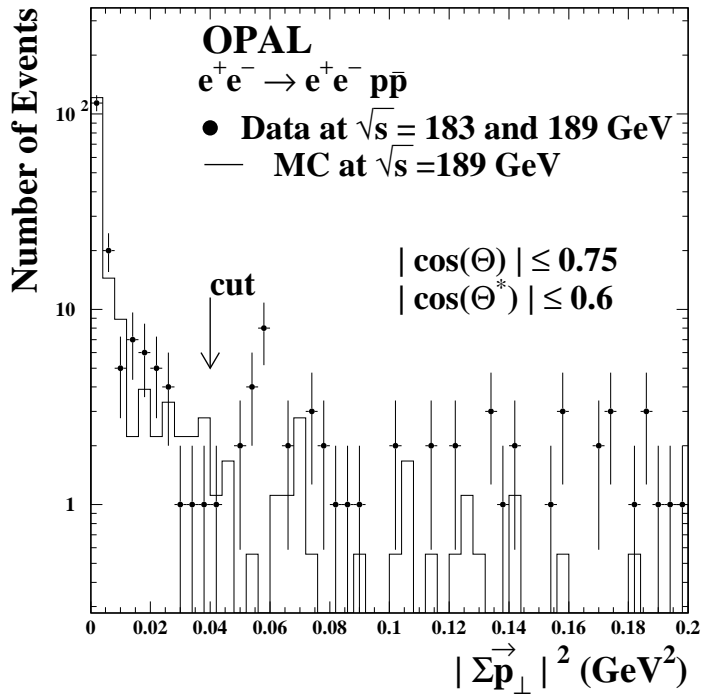 Number of Events
OPAL
e⁺e⁻ → e⁺e⁻ pp̄
● Data at √s = 183 and 189 GeV
— MC at √s =189 GeV
| cos(Θ) | ≤ 0.75
| cos(Θ*) | ≤ 0.6
cut
10²
10
1
0 0.02 0.04 0.06 0.08 0.1 0.12 0.14 0.16 0.18 0.2
| Σp⃗⊥ | ² (GeV²)